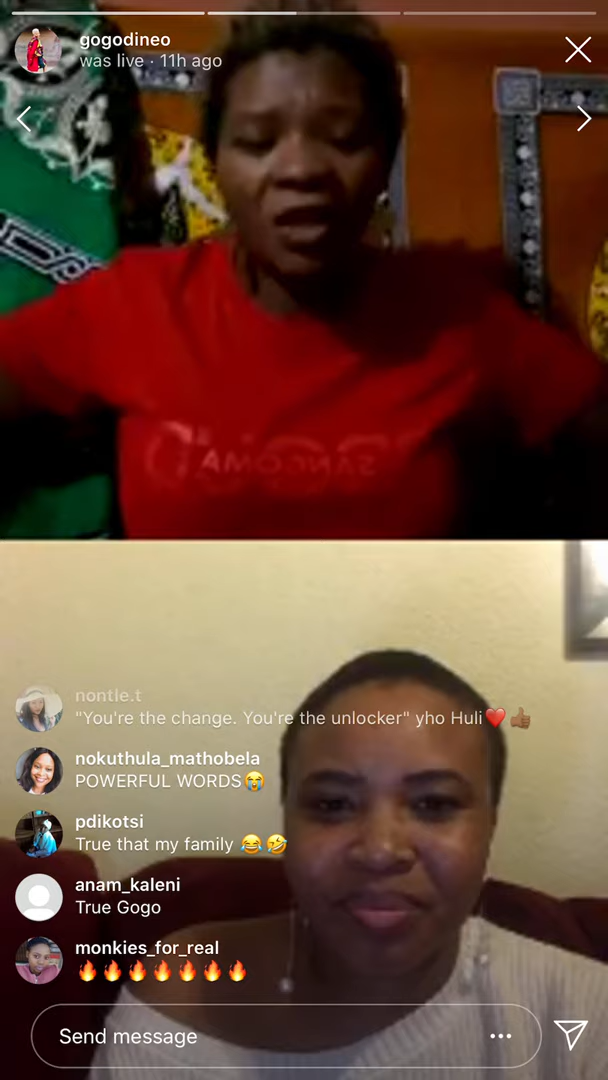 gogodineo
was live · 11h ago
SANGOMA
nontle.t
"You're the change. You're the unlocker" yho Huli❤️👍🏾
nokuthula_mathobela
POWERFUL WORDS😭
pdikotsi
True that my family 😂🤣
anam_kaleni
True Gogo
monkies_for_real
🔥🔥🔥🔥🔥🔥🔥
Send message